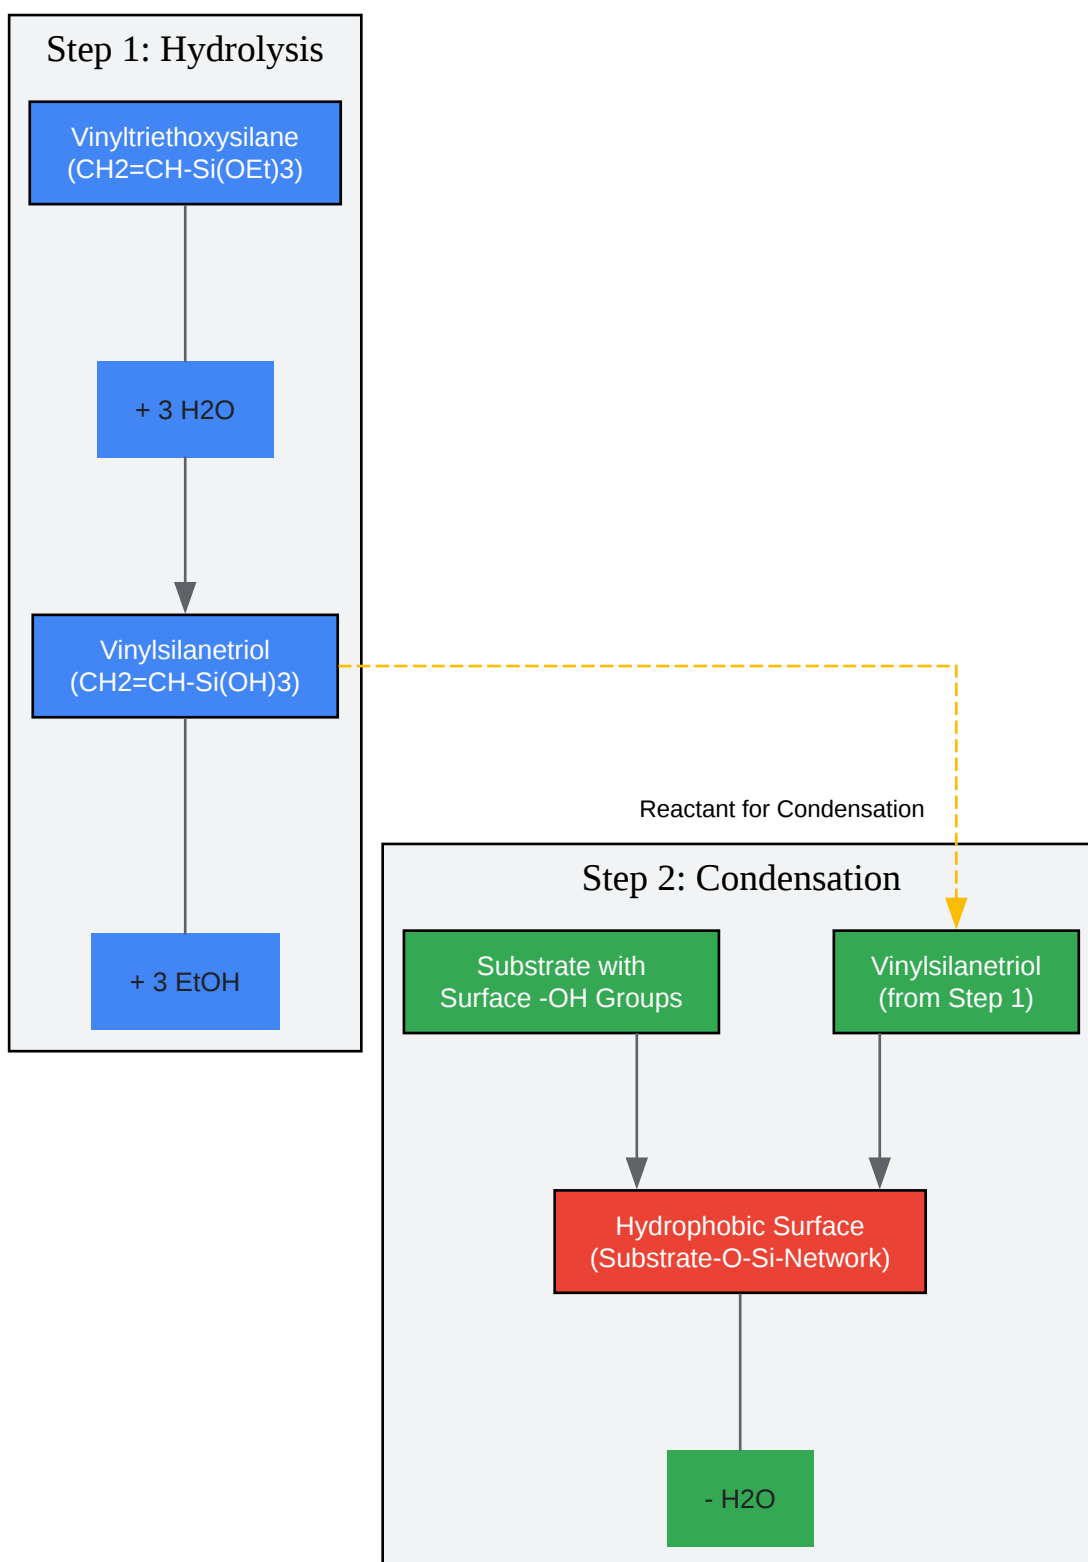 Step 1: Hydrolysis
Vinyltriethoxysilane
(CH2=CH-Si(OEt)3)
+ 3 H2O
Vinylsilanetriol
(CH2=CH-Si(OH)3)
+ 3 EtOH
Reactant for Condensation
Step 2: Condensation
Substrate with
Surface -OH Groups
Vinylsilanetriol
(from Step 1)
Hydrophobic Surface
(Substrate-O-Si-Network)
- H2O